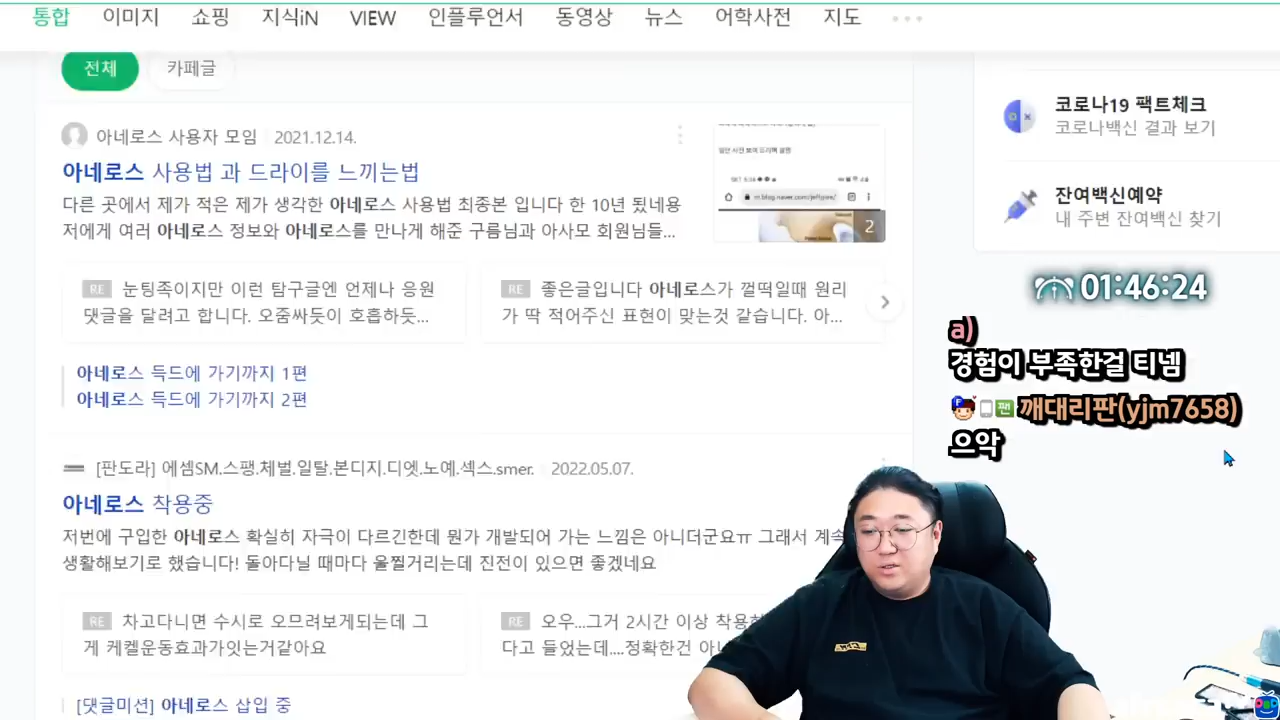 통합 이미지 쇼핑 지식iN VIEW 인플루언서 동영상 뉴스 어학사전 지도
전체 카페글
아네로스 사용자 모임 2021.12.14.
아네로스 사용법 과 드라이를 느끼는법
다른 곳에서 제가 적은 제가 생각한 아네로스 사용법 최종본 입니다 한 10년 됬네용
저에게 여러 아네로스 정보와 아네로스를 만나게 해준 구름님과 아사모 회원님들...
2
RE 눈팅족이지만 이런 탐구글엔 언제나 응원
댓글을 달려고 합니다. 오줌싸듯이 호흡하듯...
RE 좋은글입니다 아네로스가 껄떡일때 원리
가 딱 적어주신 표현이 맞는것 같습니다. 아...
아네로스 득드에 가기까지 1편
아네로스 득드에 가기까지 2편
[판도라] 에셈SM.스팽.체벌.일탈.본디지.디엣.노예.섹스.smer. 2022.05.07.
아네로스 착용중
저번에 구입한 아네로스 확실히 자극이 다르긴한데 뭔가 개발되어 가는 느낌은 아니더군요ㅠ 그래서 계속
생활해보기로 했습니다! 돌아다닐 때마다 움찔거리는데 진전이 있으면 좋겠네요
RE 차고다니면 수시로 오므려보게되는데 그
게 케켈운동효과가잇는거같아요
RE 오우...그거 2시간 이상 착용
다고 들었는데....정확한건 아
[댓글미션] 아네로스 삽입 중
코로나19 팩트체크
코로나백신 결과 보기
잔여백신예약
내 주변 잔여백신 찾기
01:46:24
a)
경험이 부족한걸 티넴
깨대리판(yjm7658)
으악